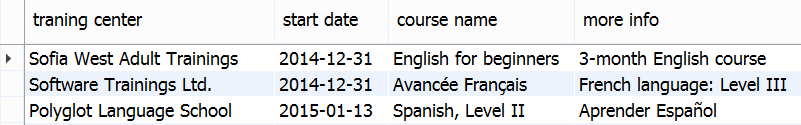 traning center start date course name more info
Sofia West Adult Trainings 2014-12-31 English for beginners 3-month English course
Software Trainings Ltd. 2014-12-31 Avancée Français French language: Level III
Polyglot Language School 2015-01-13 Spanish, Level II Aprender Español